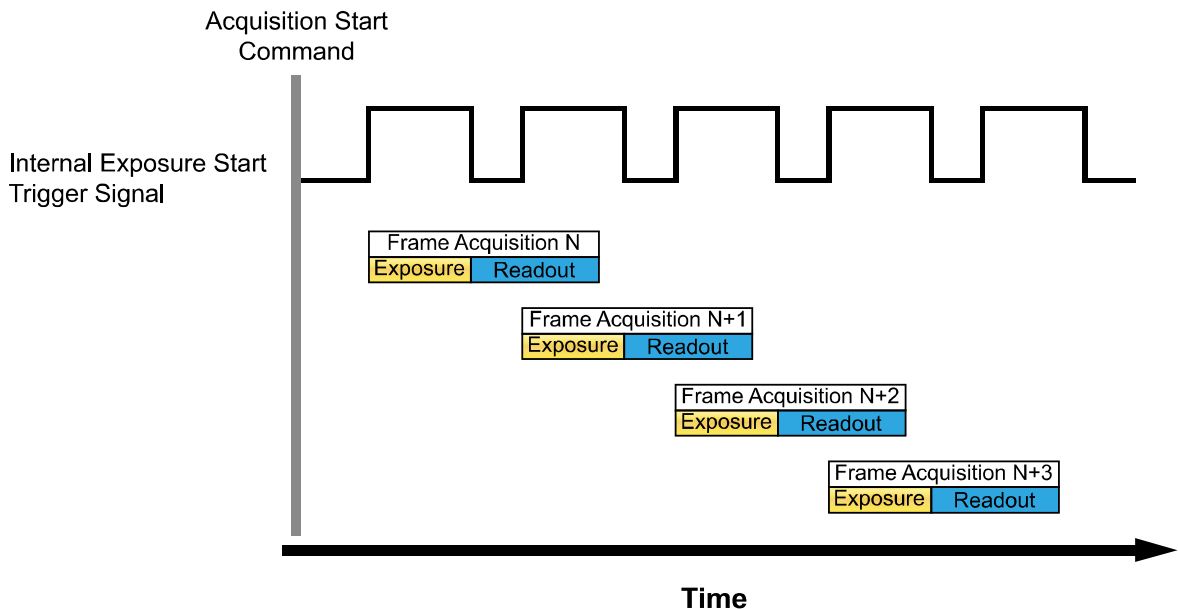 Acquisition Start
Command
Internal Exposure Start
Trigger Signal
Frame Acquisition N
Exposure Readout
Frame Acquisition N+1
Exposure Readout
Frame Acquisition N+2
Exposure Readout
Frame Acquisition N+3
Exposure Readout
Time